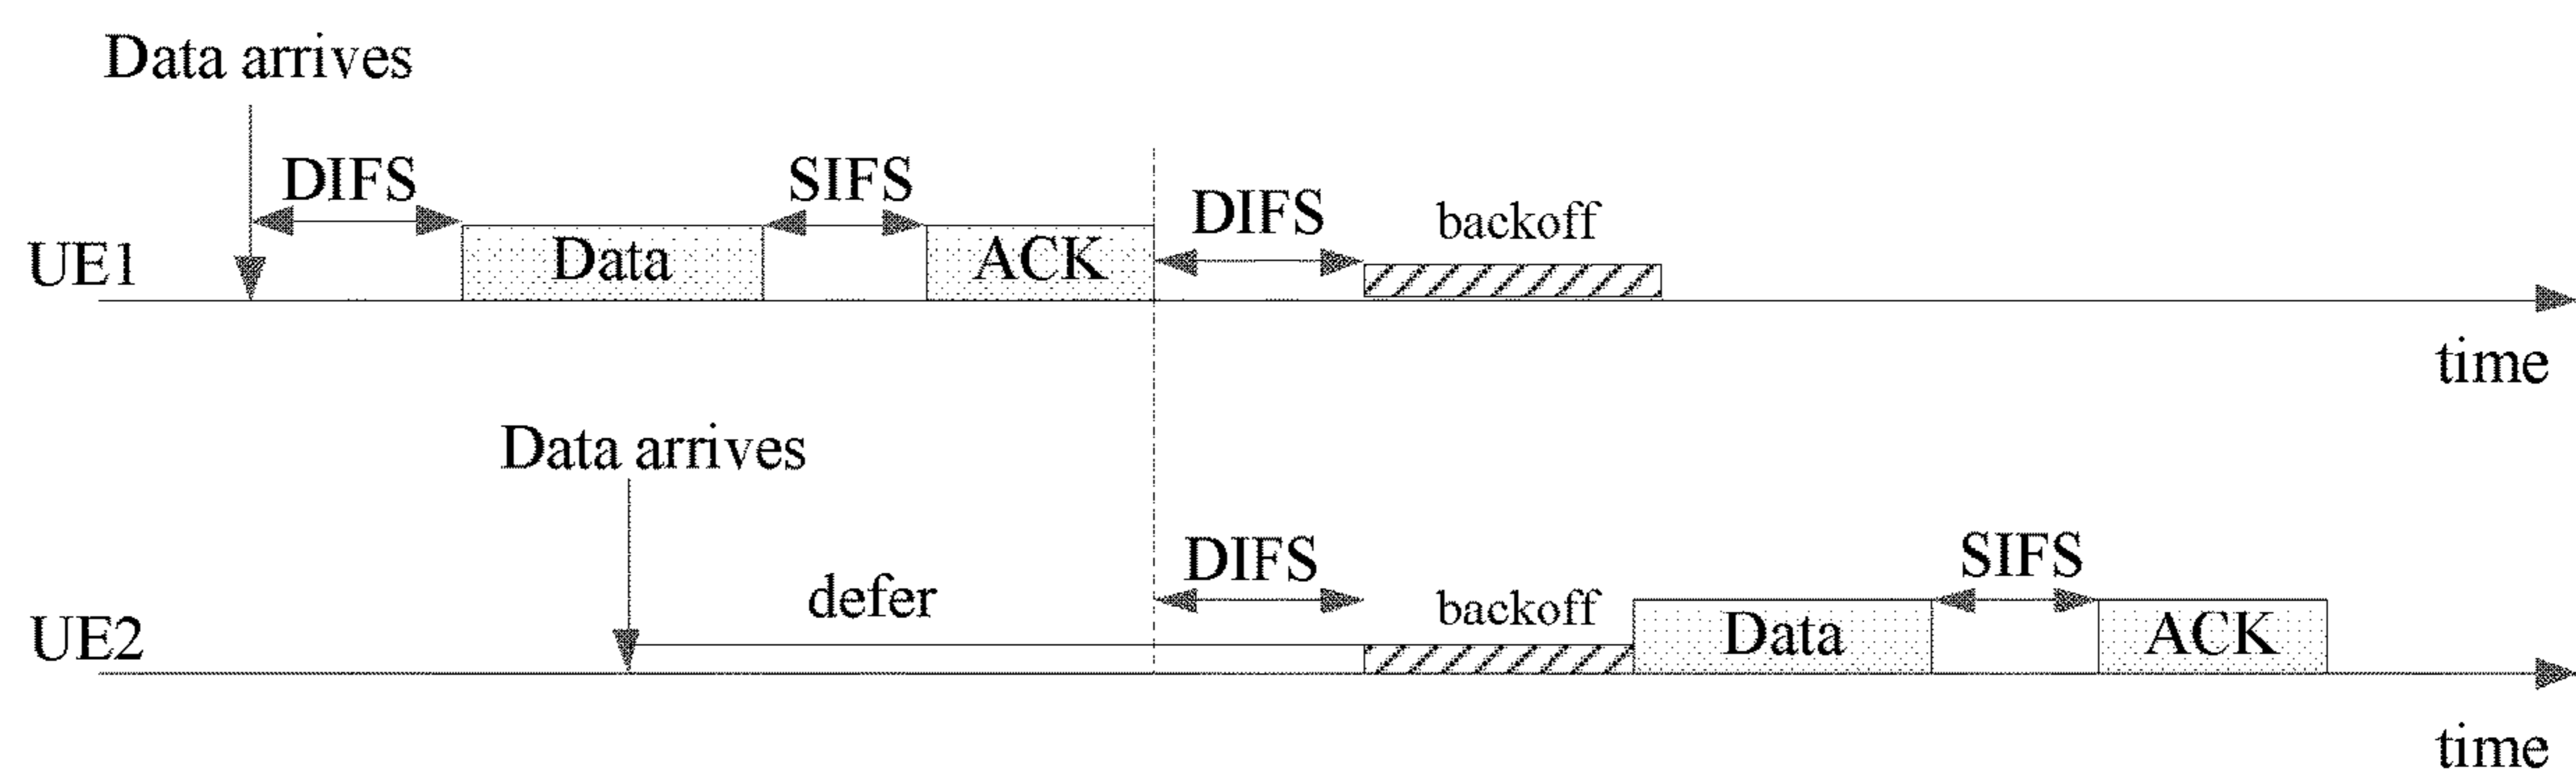 Data arrives
DIFS
SIFS
DIFS
backoff
UE1
Data
ACK
time
Data arrives
defer
DIFS
backoff
SIFS
UE2
Data
ACK
time